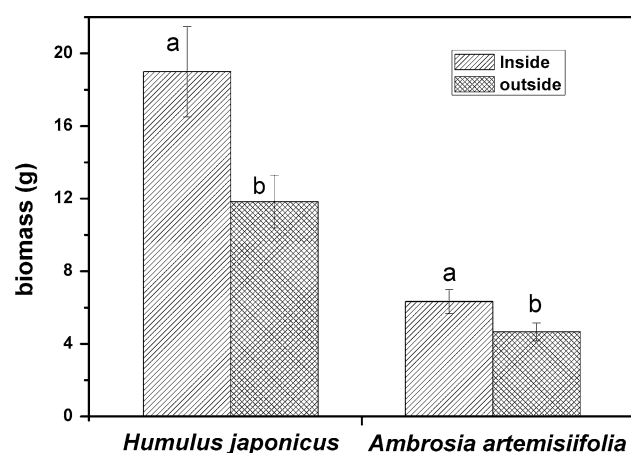 20
16
12
8
4
0
biomass (g)
a
b
a
b
Inside
outside
Humulus japonicus
Ambrosia artemisiifolia